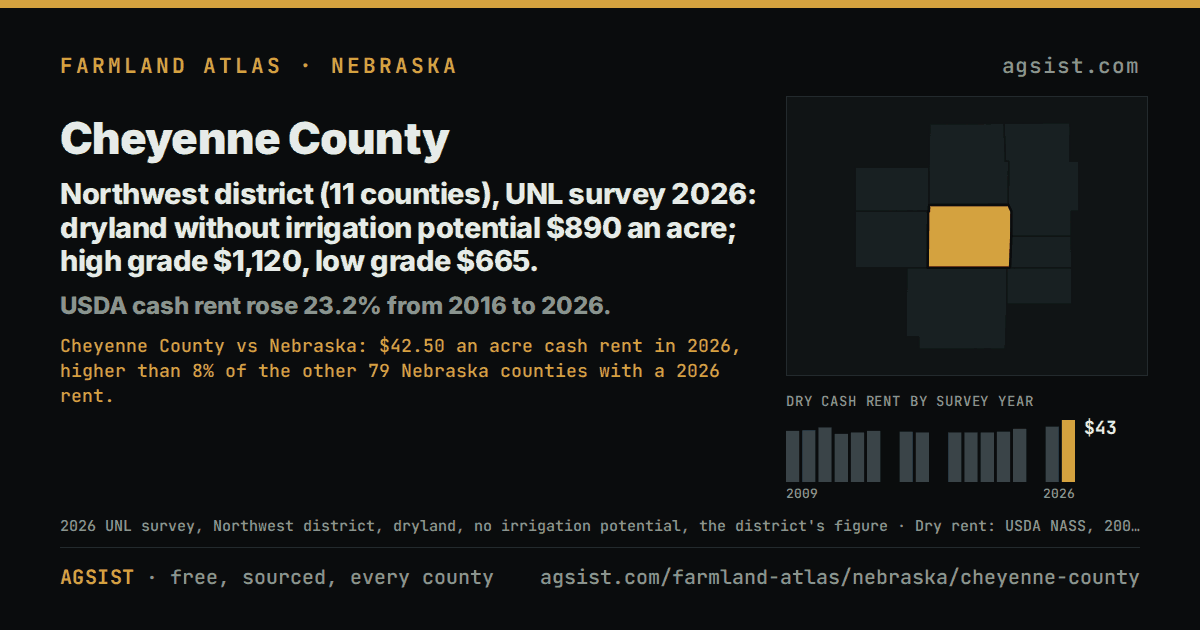 FARMLAND ATLAS · NEBRASKA
agsist.com
Cheyenne County
Northwest district (11 counties), UNL survey 2026:
dryland without irrigation potential $890 an acre;
high grade $1,120, low grade $665.
USDA cash rent rose 23.2% from 2016 to 2026.
Cheyenne County vs Nebraska: $42.50 an acre cash rent in 2026,
higher than 8% of the other 79 Nebraska counties with a 2026
rent.
DRY CASH RENT BY SURVEY YEAR
$43
2009 2026
2026 UNL survey, Northwest district, dryland, no irrigation potential, the district's figure · Dry rent: USDA NASS, 200…
AGSIST · free, sourced, every county
agsist.com/farmland-atlas/nebraska/cheyenne-county